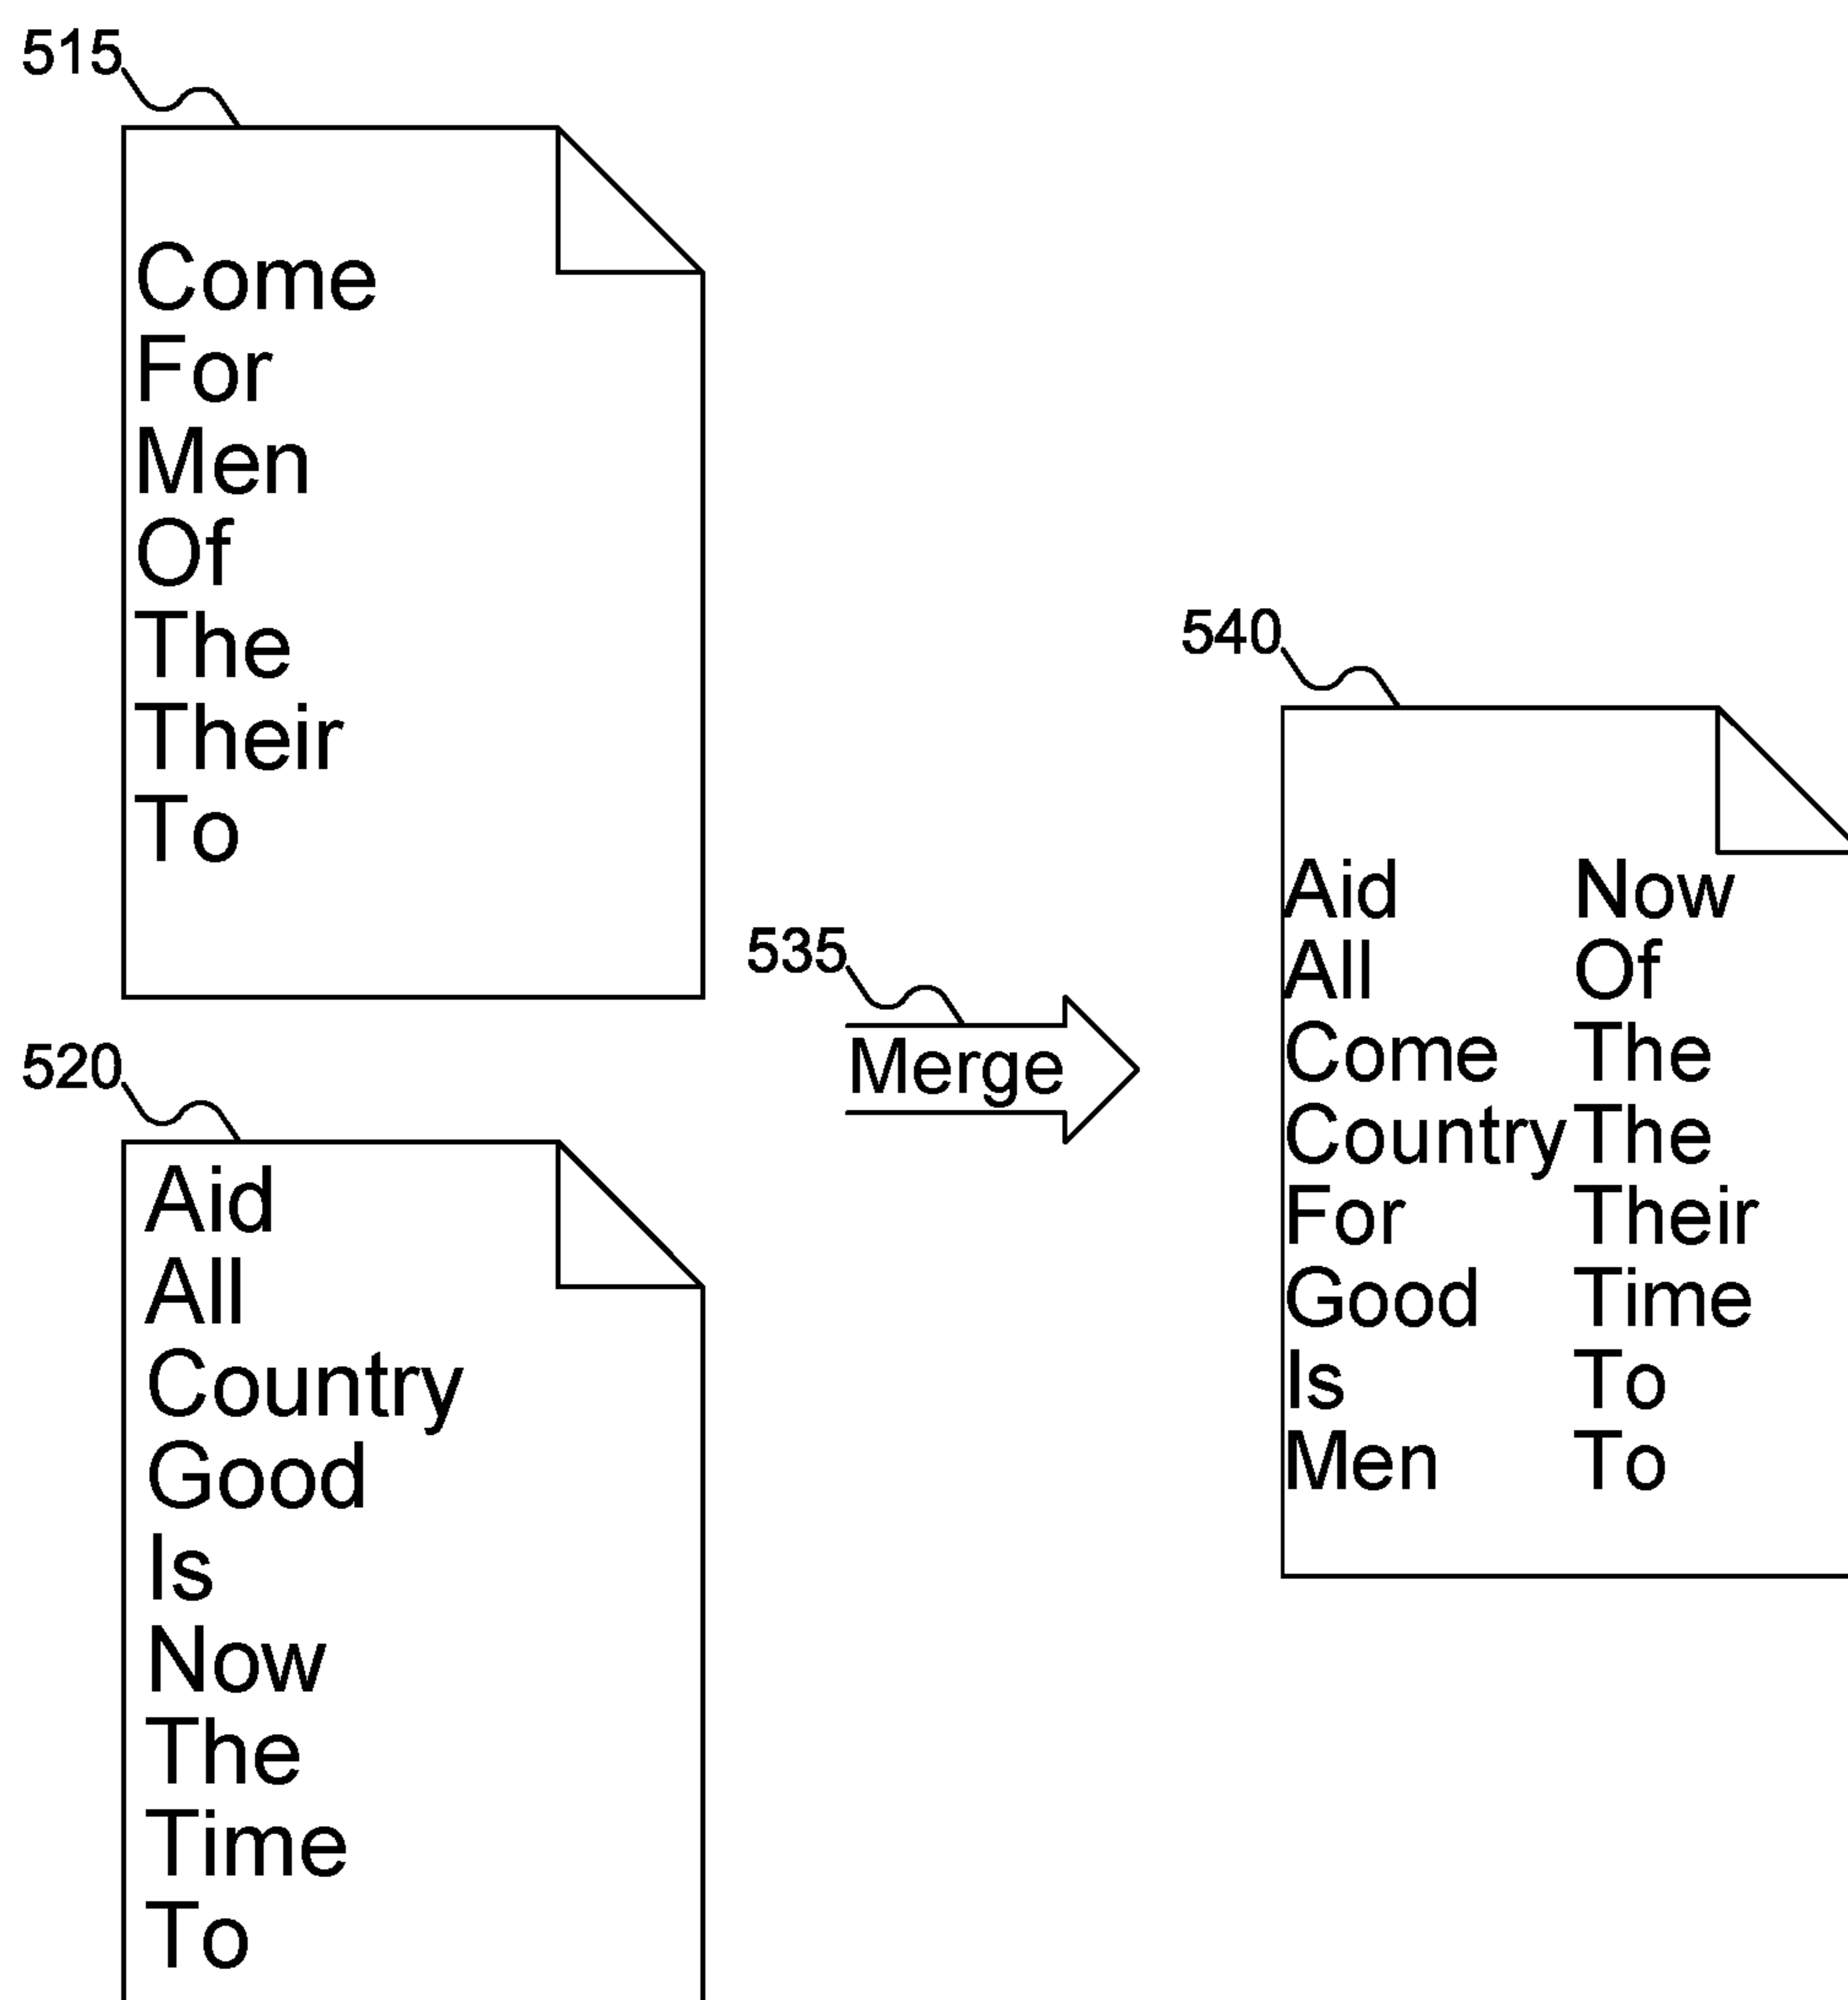 515
Come
For
Men
Of
The
Their
To
520
Aid
All
Country
Good
Is
Now
The
Time
To
535
Merge
540
Aid Now
All Of
Come The
Country The
For Their
Good Time
Is To
Men To